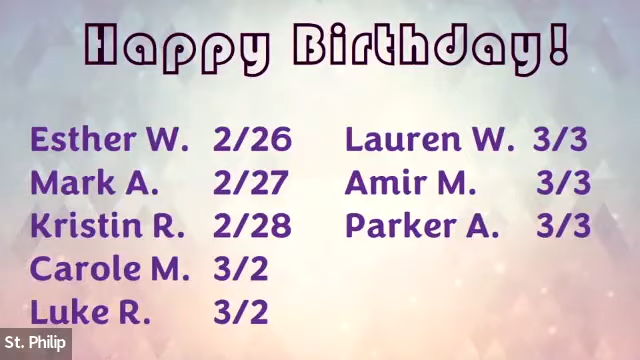 Happy Birthday!
Esther W. 2/26
Mark A. 2/27
Kristin R. 2/28
Carole M. 3/2
Luke R. 3/2
Lauren W. 3/3
Amir M. 3/3
Parker A. 3/3
St. Philip